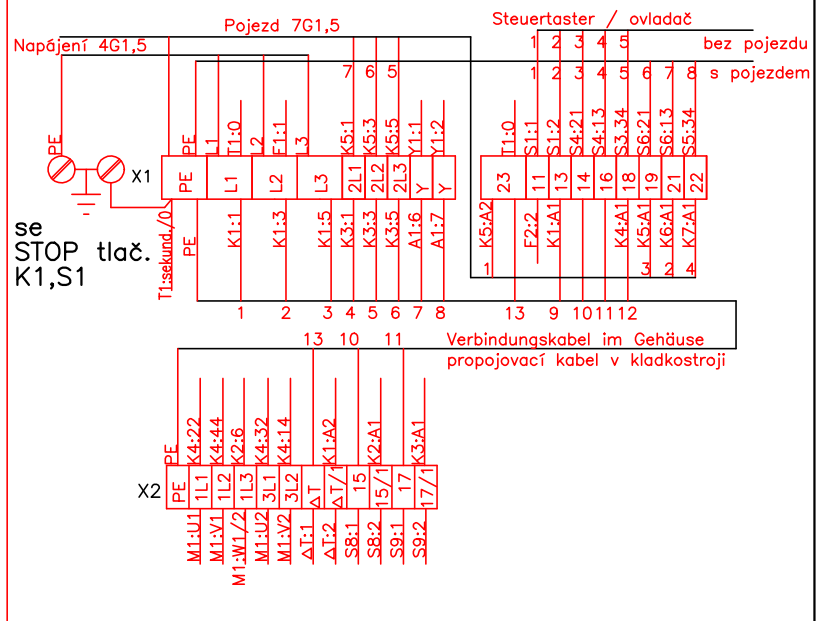 Steuertaster / ovladač
Pojezd 7G1,5
Napájení 4G1,5
1 2 3 4 5 bez pojezdu
7 6 5
1 2 3 4 5 6 7 8 s pojezdem
PE PE L1 T1:0 L2 F1:1 L3 K5:1 K5:3 K5:5 Y1:1 Y1:2
T1:0 S1:1 S1:2 S4:21 S4:13 S3.34 S6:21 S6:13 S5:34
X1 PE L1 L2 L3 2L1 2L2 2L3 Y Y
23 11 13 14 16 18 19 21 22
T1:sekund./0 PE K1:1 K1:3 K1:5 K3:1 K3:3 K3:5 A1:6 A1:7
K5:A2 F2:2 K1:A1 K4:A1 K5:A1 K6:A1 K7:A1
se
STOP tlač.
K1,S1
1 3 2 4
1 2 3 4 5 6 7 8 13 9 10 11 12
13 10 11
Verbindungskabel im Gehäuse
propojovací kabel v kladkostroji
PE K4:22 K4:44 K2:6 K4:32 K4:14 K1:A2 K2:A1 K3:A1
X2 PE 1L1 1L2 1L3 3L1 3L2 ΔT ΔT/1 15 15/1 17 17/1
M1:U1 M1:V1 M1:W1/2 M1:U2 M1:V2 ΔT:1 ΔT:2 S8:1 S8:2 S9:1 S9:2